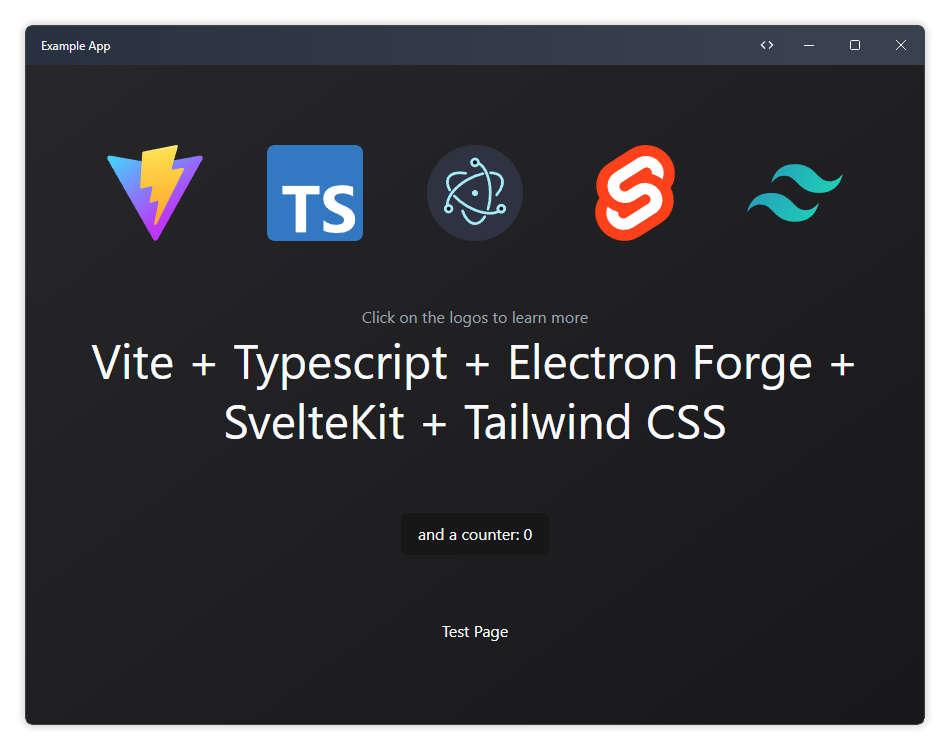 Example App
TS
Click on the logos to learn more
Vite + Typescript + Electron Forge +
SvelteKit + Tailwind CSS
and a counter: 0
Test Page